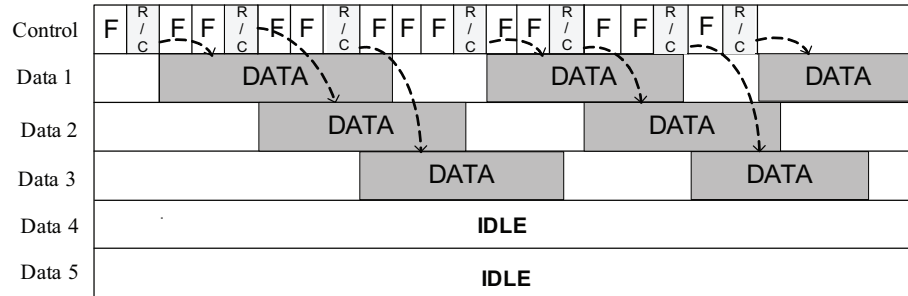 Control F R/C F F R/C F F R/C F F F R/C F F R/C F F R/C F R/C
Data 1 DATA DATA DATA
Data 2 DATA DATA
Data 3 DATA DATA
Data 4 IDLE
Data 5 IDLE